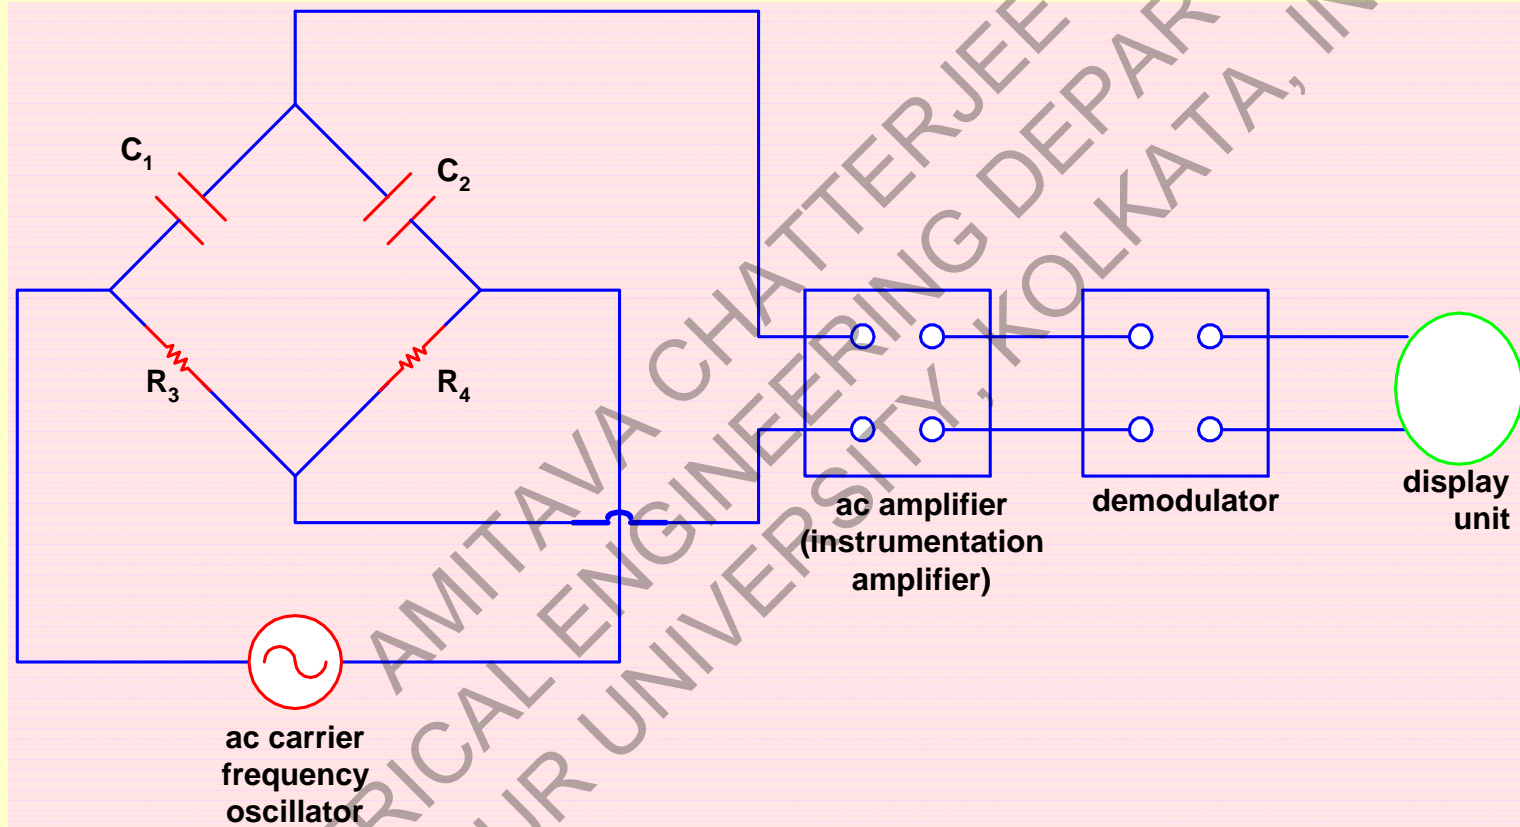 C1
C2
R3
R4
ac amplifier
(instrumentation
amplifier)
demodulator
display
unit
ac carrier
frequency
oscillator
AMITAVA CHATTERJEE
ENGINEERING
UNIVERSITY, KOLKATA,